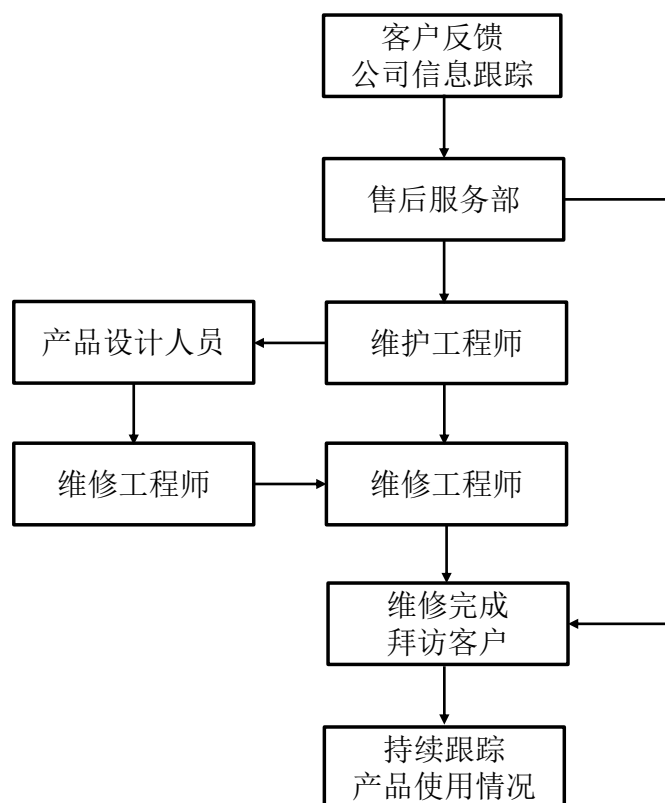 客户反馈
公司信息跟踪
售后服务部
产品设计人员
维护工程师
维修工程师
维修工程师
维修完成
拜访客户
持续跟踪
产品使用情况